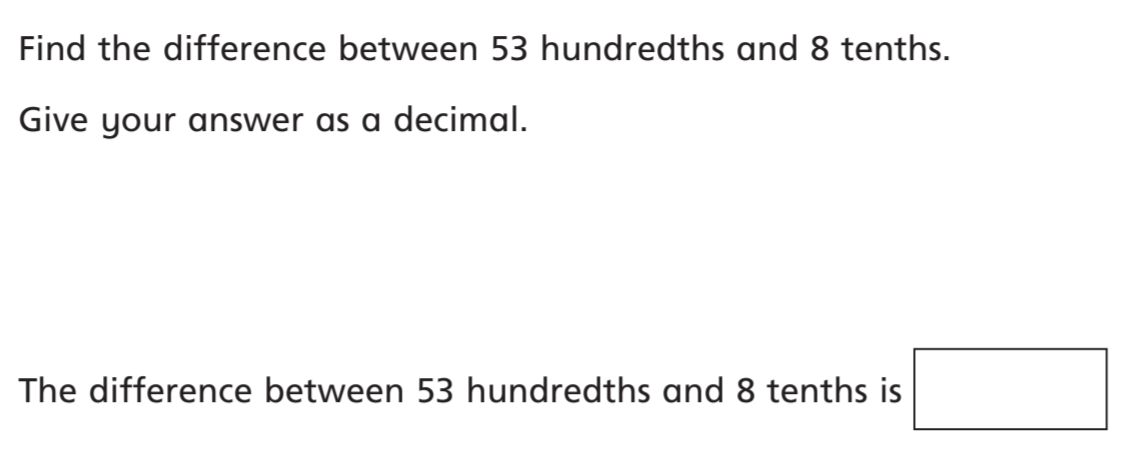 Find the difference between 53 hundredths and 8 tenths.
Give your answer as a decimal.
The difference between 53 hundredths and 8 tenths is